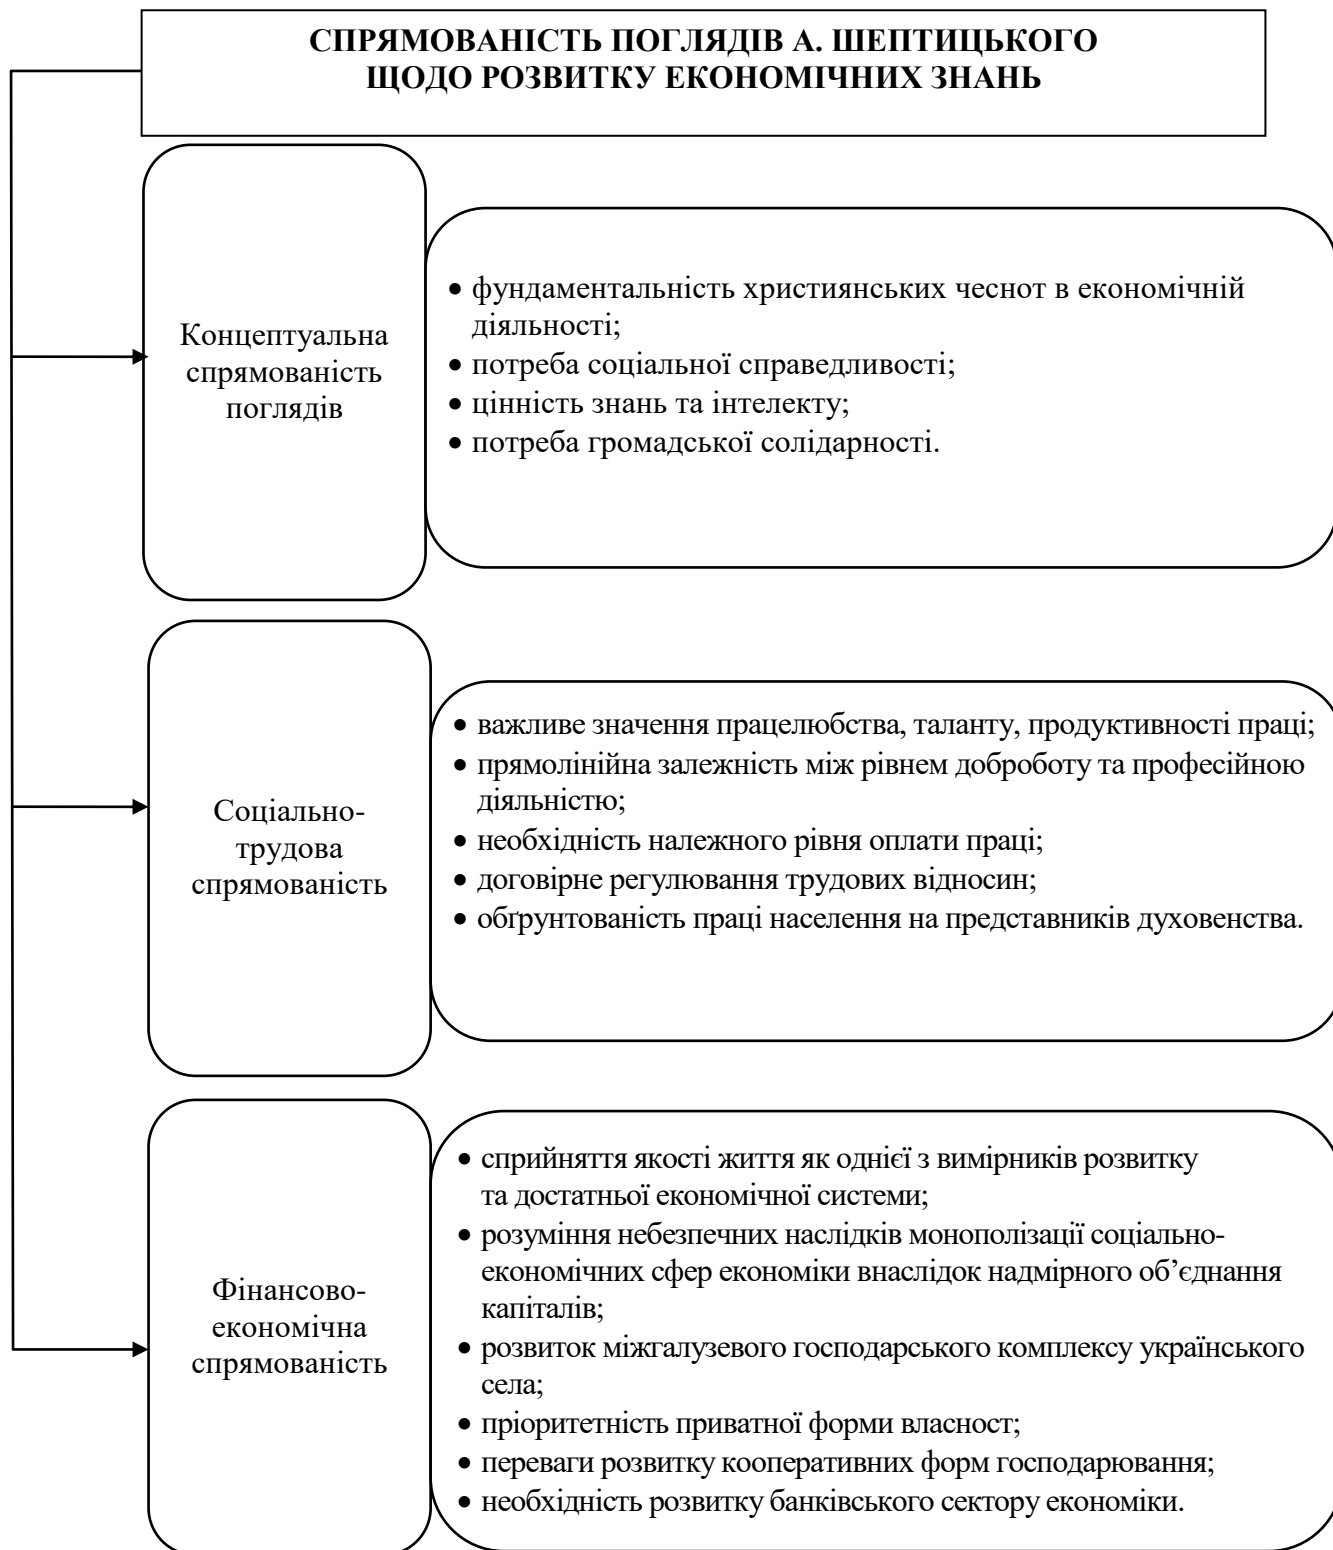 СПРЯМОВАНІСТЬ ПОГЛЯДІВ А. ШЕПТИЦЬКОГО
ЩОДО РОЗВИТКУ ЕКОНОМІЧНИХ ЗНАНЬ
Концептуальна
спрямованість
поглядів
• фундаментальність християнських чеснот в економічній
діяльності;
• потреба соціальної справедливості;
• цінність знань та інтелекту;
• потреба громадської солідарності.
Соціально-
трудова
спрямованість
• важливе значення працелюбства, таланту, продуктивності праці;
• прямолінійна залежність між рівнем доброботу та професійною
діяльністю;
• необхідність належного рівня оплати праці;
• договірне регулювання трудових відносин;
• обґрунтованість праці населення на представників духовенства.
Фінансово-
економічна
спрямованість
• сприйняття якості життя як однієї з вимірників розвитку
та достатньої економічної системи;
• розуміння небезпечних наслідків монополізації соціально-
економічних сфер економіки внаслідок надмірного об’єднання
капіталів;
• розвиток міжгалузевого господарського комплексу українського
села;
• пріоритетність приватної форми власност;
• переваги розвитку кооперативних форм господарювання;
• необхідність розвитку банківського сектору економіки.